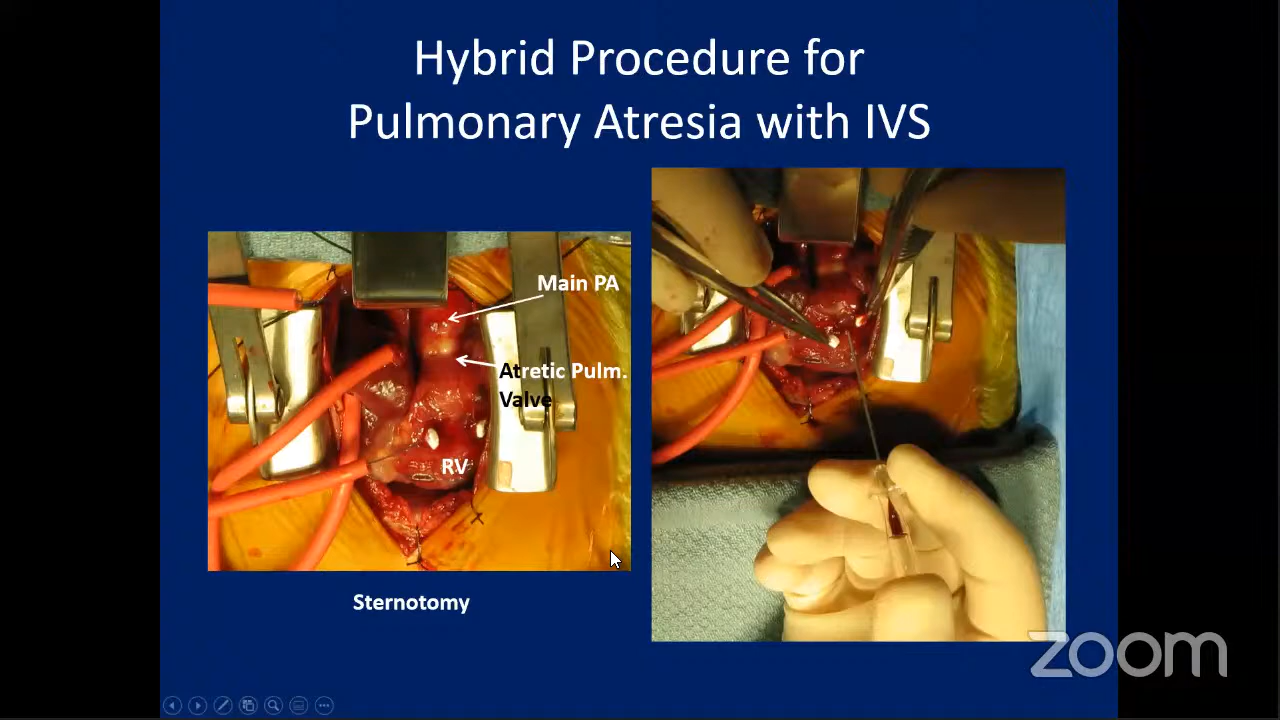 Hybrid Procedure for
Pulmonary Atresia with IVS
Main PA
Atretic Pulm.
Valve
RV
Sternotomy
zoom